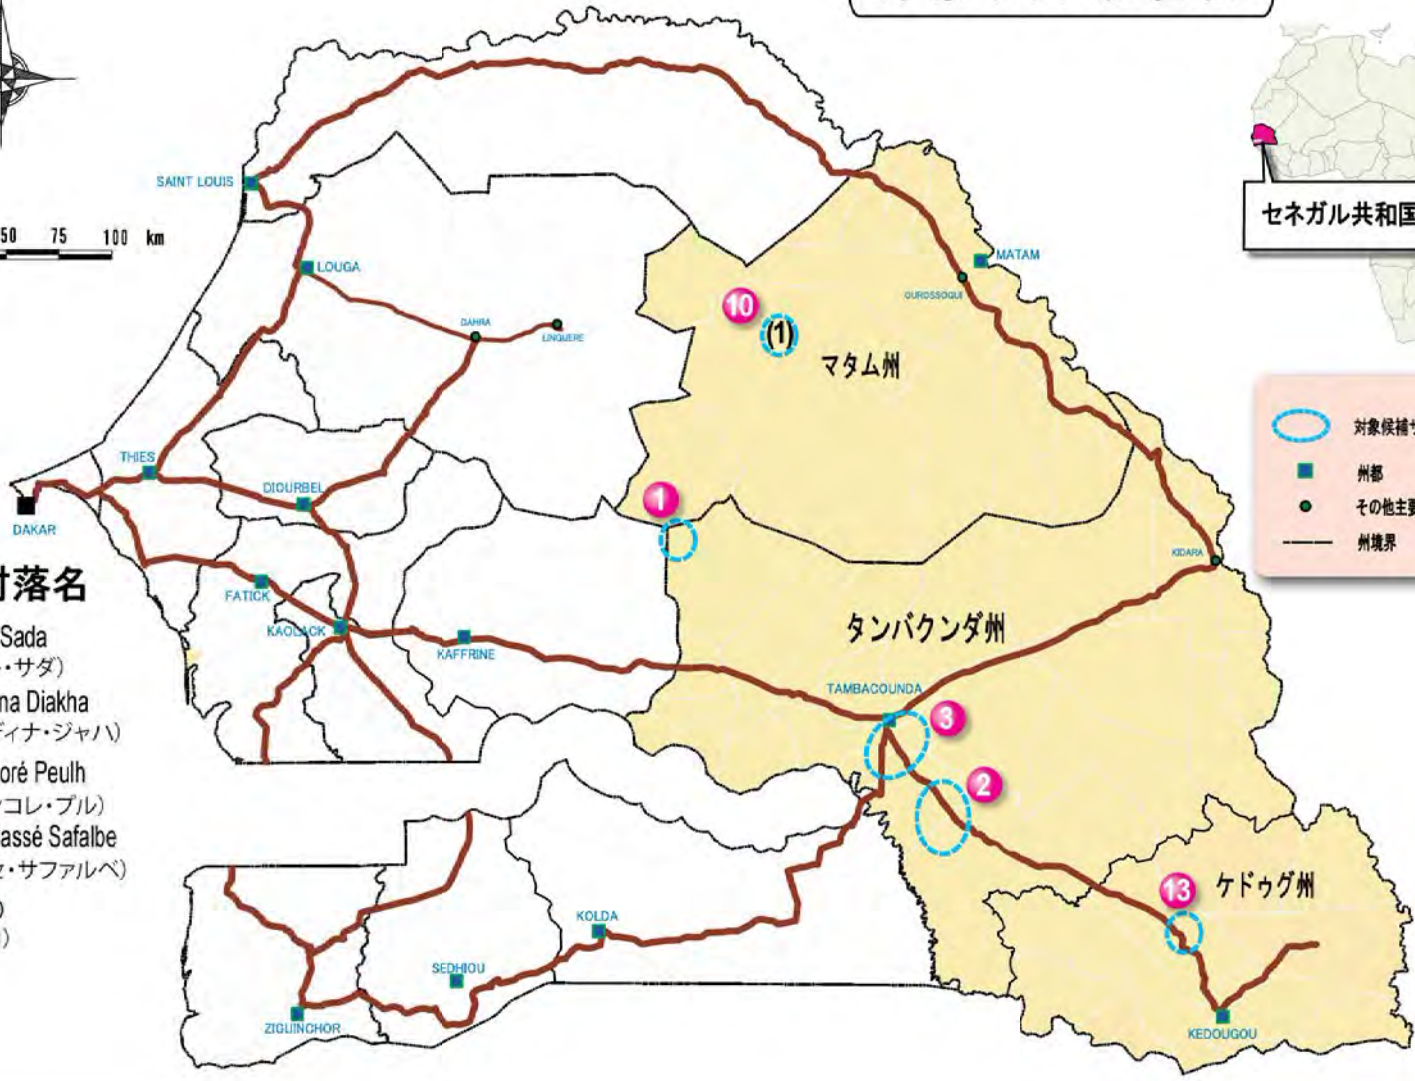 セネガル共和国
SAINT LOUIS
50 75 100 km
LOUGA
MATAM
OUROSSOGUI
10
(1)
DAHRA
LINGUERE
マタム州
対象候補サ
州都
その他主要
州境界
THIES
DIOURBEL
1
DAKAR
KIDARA
村落名
FATICK
KAOLACK
KAFFRINE
タンバクンダ州
Sada
・サダ)
na Diakha
ディナ・ジャハ)
oré Peulh
コレ・プル)
assé Safalbe
・サファルベ)
TAMBACOUNDA
3
2
13
ケドゥグ州
KOLDA
SEDHIOU
ZIGUINCHOR
KEDOUGOU